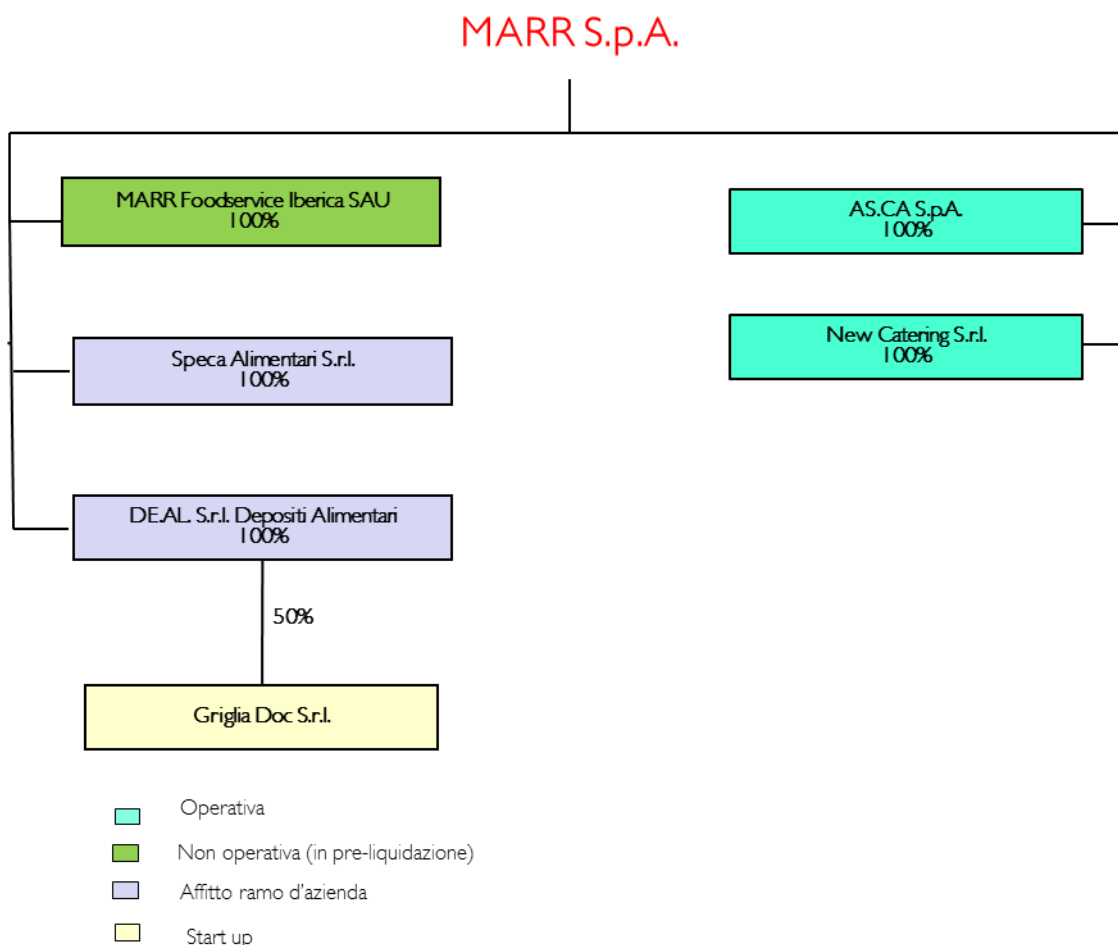 MARR S.p.A.
MARR Foodservice Iberica SAU
100%
AS.CA S.p.A.
100%
New Catering S.r.l.
100%
Speca Alimentari S.r.l.
100%
DE.AL. S.r.l. Depositi Alimentari
100%
50%
Griglia Doc S.r.l.
Operativa
Non operativa (in pre-liquidazione)
Affitto ramo d'azienda
Start up